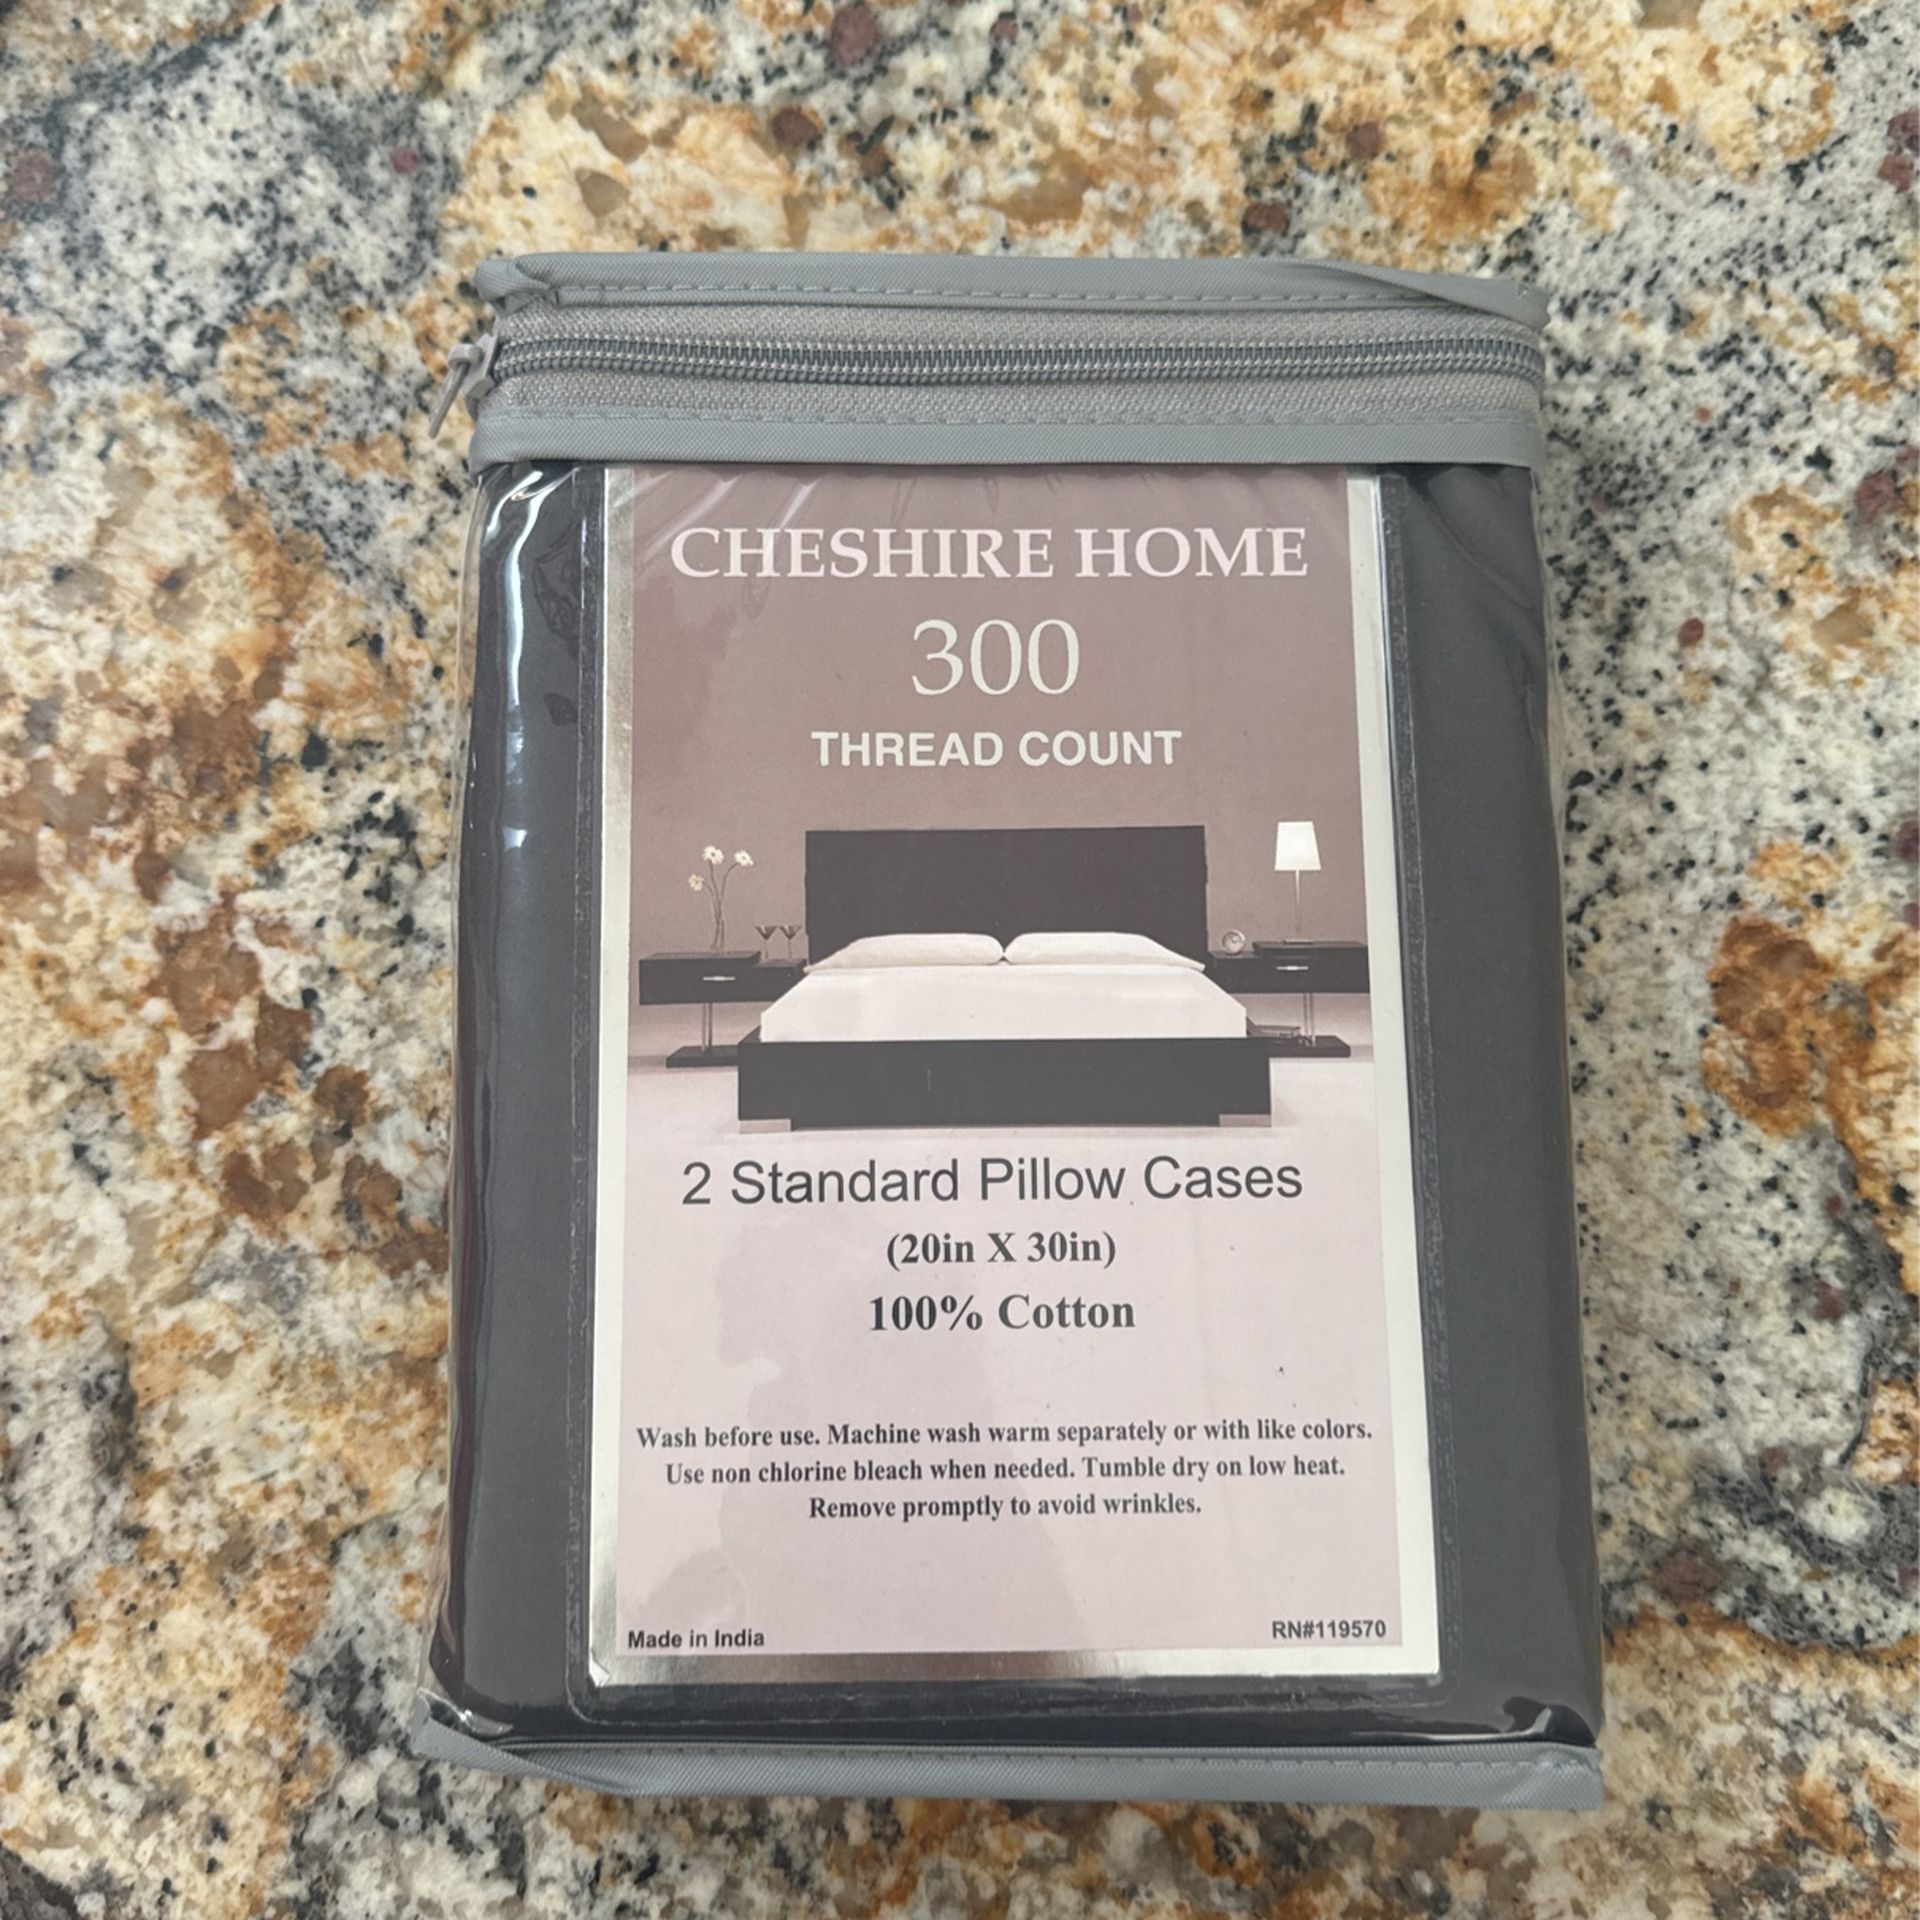 CHESHIRE HOME
300
THREAD COUNT
2 Standard Pillow Cases
(20in X 30in)
100% Cotton
Wash before use. Machine wash warm separately or with like colors.
Use non chlorine bleach when needed. Tumble dry on low heat.
Remove promptly to avoid wrinkles.
Made in India
RN#119570